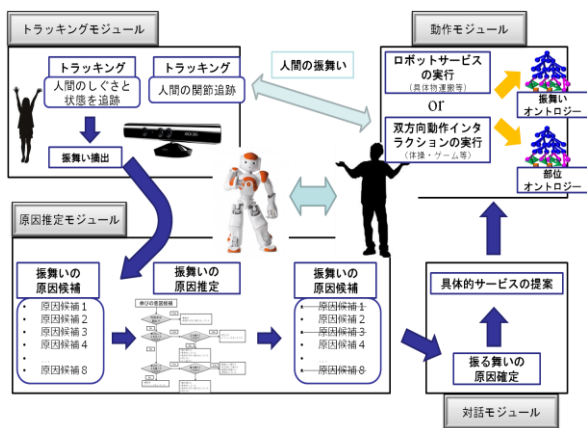 トラッキングモジュール
トラッキング
人間のしぐさと
状態を追跡
トラッキング
人間の関節追跡
振舞い抽出
人間の振舞い
動作モジュール
ロボットサービス
の実行
(具体物運搬等)
or
双方向動作インタ
ラクションの実行
(体操・ゲーム等)
振舞い
オントロジー
部位
オントロジー
原因推定モジュール
振舞いの
原因候補
・ 原因候補1
・ 原因候補2
・ 原因候補3
・ 原因候補4
…
・ 原因候補8
振舞いの
原因推定
振舞いの
原因候補
・ 原因候補1
・ 原因候補2
・ 原因候補3
・ 原因候補4
…
・ 原因候補8
具体的サービスの提案
振る舞いの
原因確定
対話モジュール